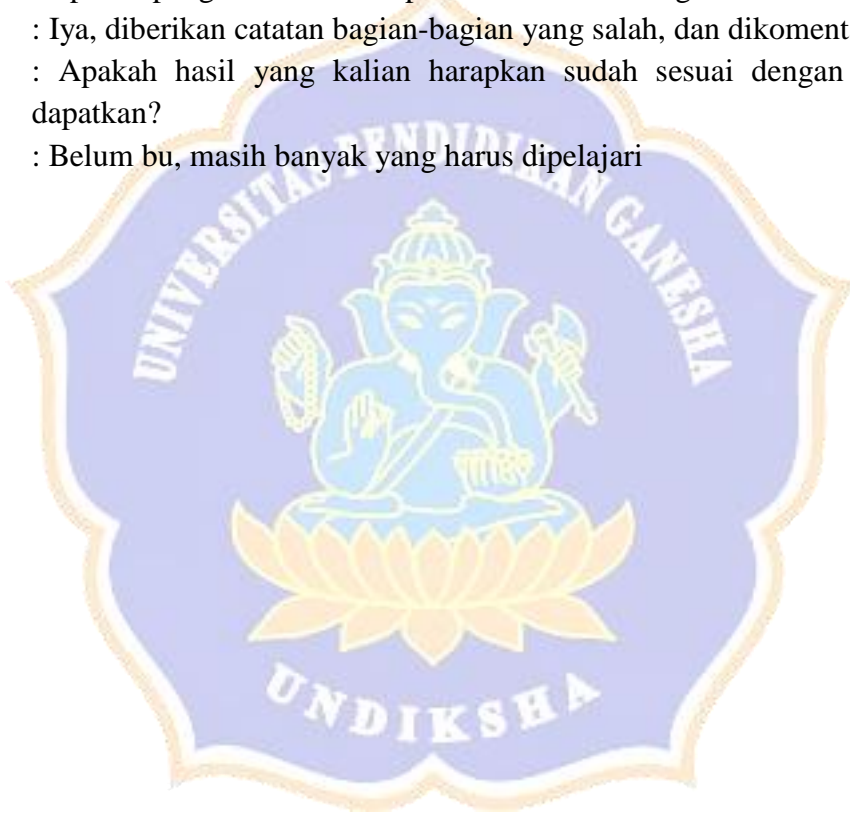 : Iya, diberikan catatan bagian-bagian yang salah, dan dikoment
: Apakah hasil yang kalian harapkan sudah sesuai dengan
dapatkan?
: Belum bu, masih banyak yang harus dipelajari
UNIVERSITAS PENDIDIKAN GANESHA
UNDIKSHA